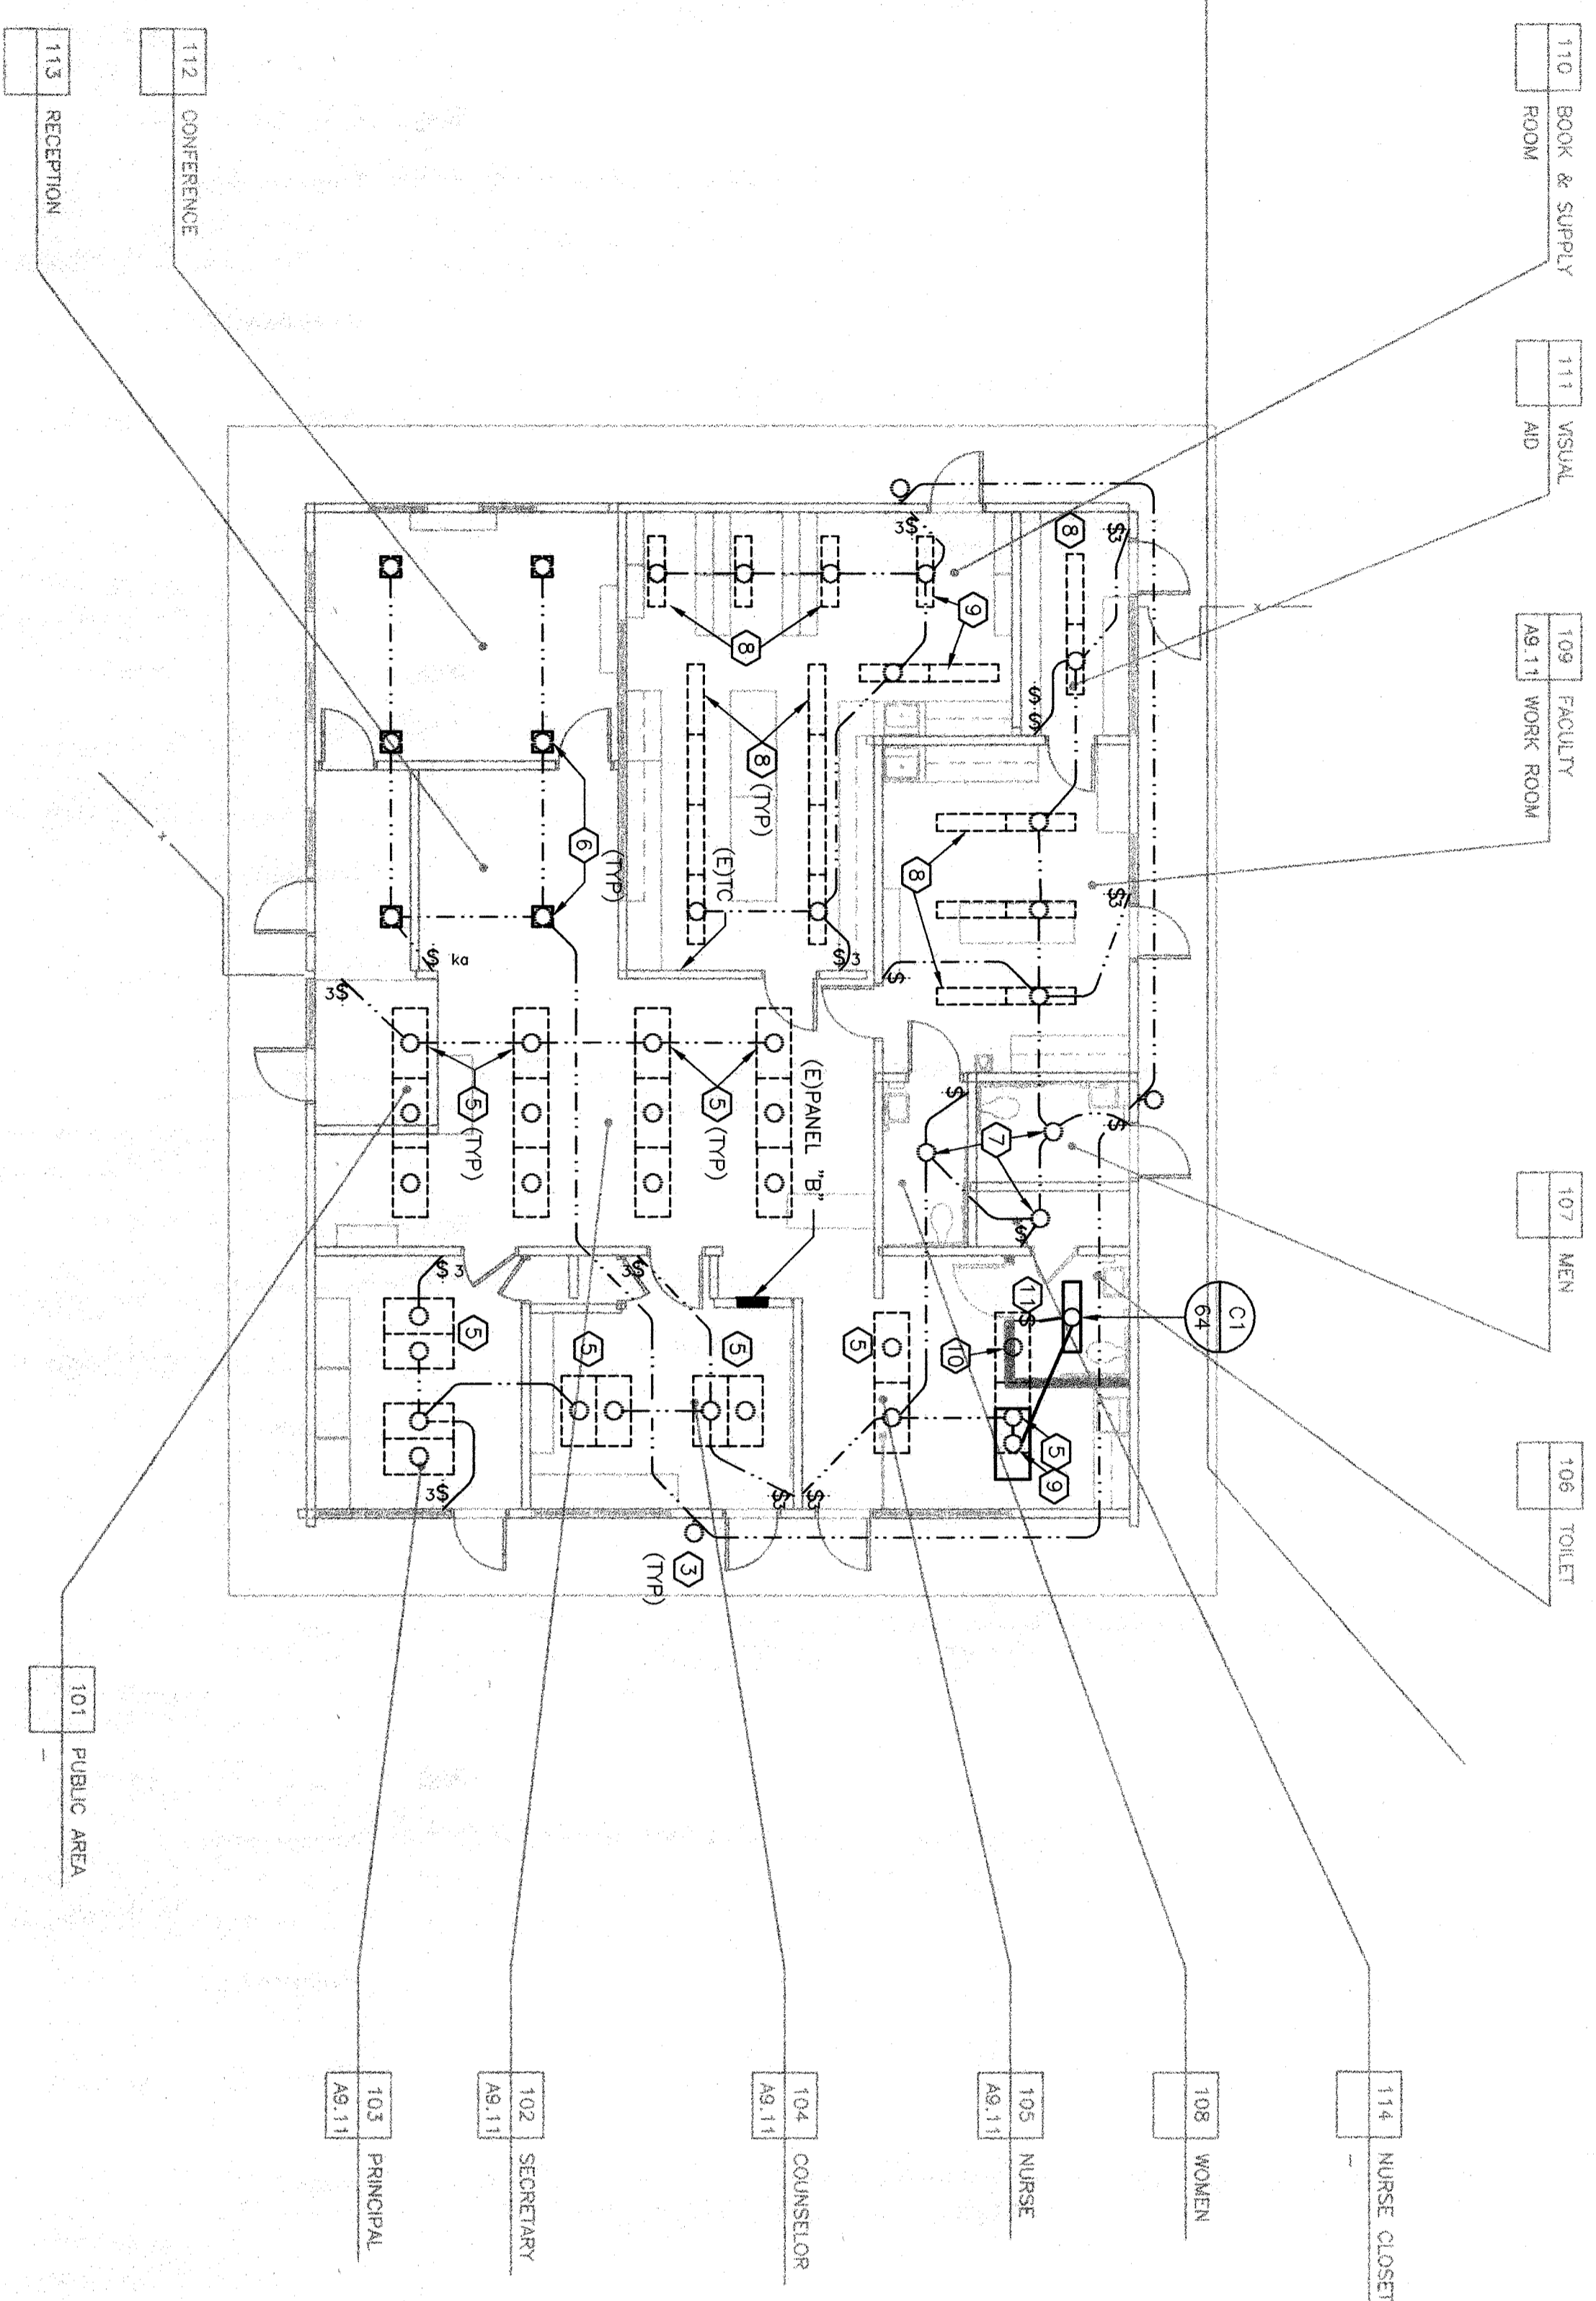 110 BOOK & SUPPLY
ROOM
111 VISUAL
AID
109 FACULTY
A9.11 WORK ROOM
107 MEN
106 TOILET
112 CONFERENCE
113 RECEPTION
3$
$3
8
9
8
$
$
8 (TYP)
(E)TC
6
(TYP)
8
$3
$3
$
$ ka
3$
5 (TYP)
5 (TYP)
(E)PANEL "B"
$
7
$
$
C1
64
11
$
10
5
9
5
5
5
5
$3
3$
3$
$3
$3
3
(TYP)
101 PUBLIC AREA
–
103 PRINCIPAL
A9.11
102 SECRETARY
A9.11
104 COUNSELOR
A9.11
105 NURSE
A9.11
108 WOMEN
114 NURSE CLOSET
–